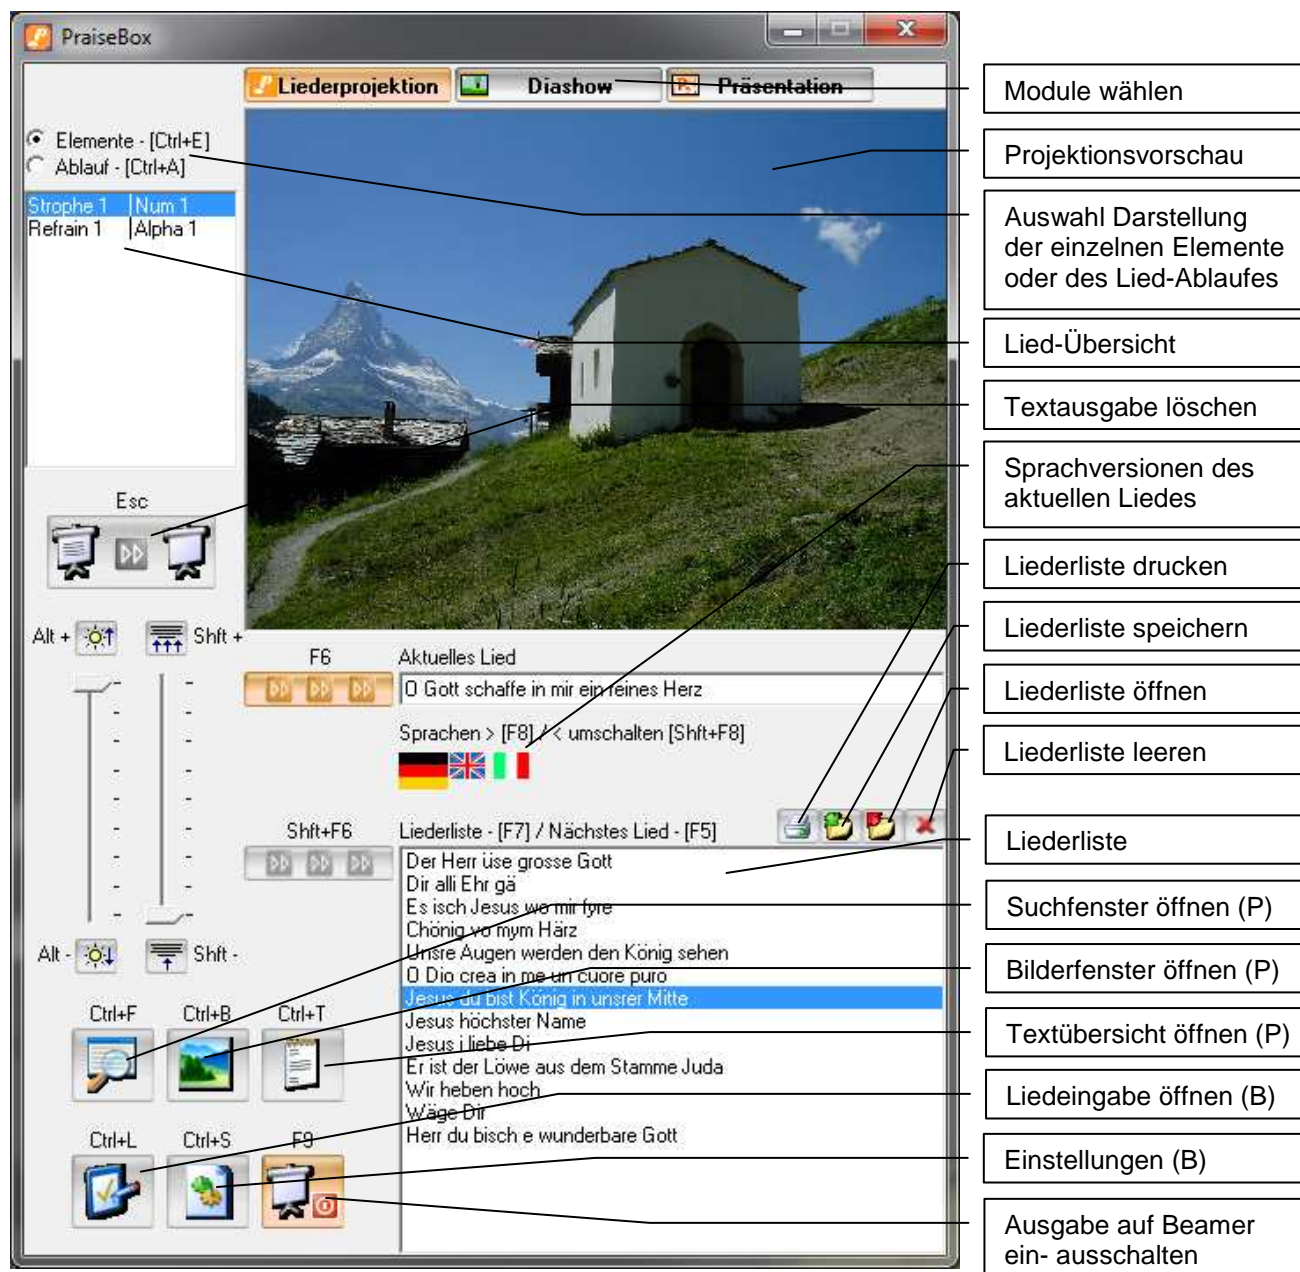 PraiseBox
Liederprojektion
Diashow
Präsentation
Elemente - [Ctrl+E]
Ablauf - [Ctrl+A]
Strophe 1 Num 1
Refrain 1 Alpha 1
Esc
Alt + Shft +
F6
Aktuelles Lied
O Gott schaffe in mir ein reines Herz
Sprachen > [F8] / < umschalten [Shft+F8]
Shft+F6
Liederliste - [F7] / Nächstes Lied - [F5]
Der Herr üse grosse Gott
Dir alli Ehr gä
Es isch Jesus wo mir fyre
Chönig vo mym Härz
Unsre Augen werden den König sehen
O Dio crea in me un cuore puro
Jesus du bist König in unsrer Mitte
Jesus höchster Name
Jesus i liebe Di
Er ist der Löwe aus dem Stamme Juda
Wir heben hoch
Wäge Dir
Herr du bisch e wunderbare Gott
Alt - Shft -
Ctrl+F Ctrl+B Ctrl+T
Ctrl+L Ctrl+S F9
Module wählen
Projektionsvorschau
Auswahl Darstellung
der einzelnen Elemente
oder des Lied-Ablaufes
Lied-Übersicht
Textausgabe löschen
Sprachversionen des
aktuellen Liedes
Liederliste drucken
Liederliste speichern
Liederliste öffnen
Liederliste leeren
Liederliste
Suchfenster öffnen (P)
Bilderfenster öffnen (P)
Textübersicht öffnen (P)
Liedeingabe öffnen (B)
Einstellungen (B)
Ausgabe auf Beamer
ein- ausschalten